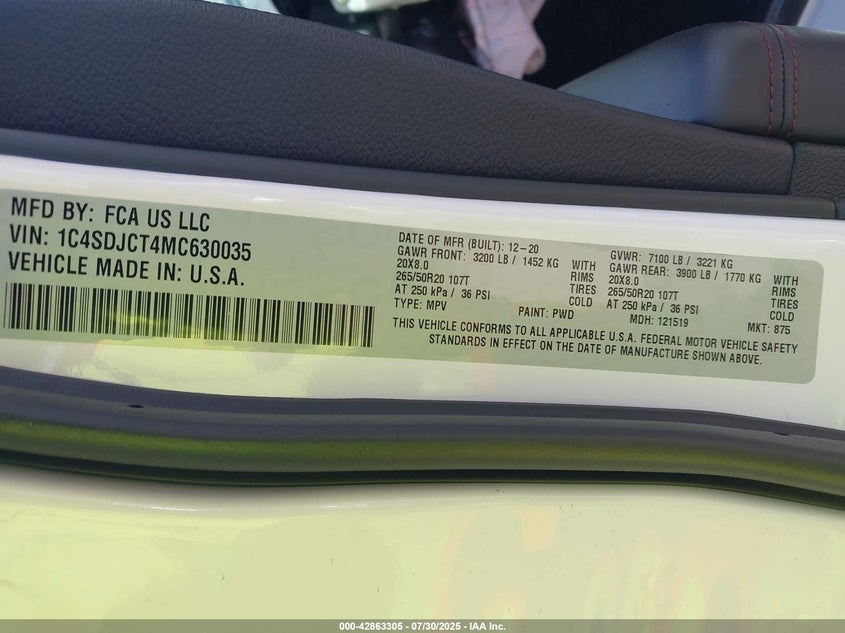 MFD BY: FCA US LLC
VIN: 1C4SDJCT4MC630035
VEHICLE MADE IN: U.S.A.
DATE OF MFR (BUILT): 12-20
GAWR FRONT: 3200 LB / 1452 KG WITH
20X8.0 RIMS
265/50R20 107T TIRES
AT 250 kPa / 36 PSI COLD
TYPE: MPV PAINT: PWD
GVWR: 7100 LB / 3221 KG
GAWR REAR: 3900 LB / 1770 KG WITH
20X8.0 RIMS
265/50R20 107T TIRES
AT 250 kPa / 36 PSI COLD
MDH: 121519 MKT: 875
THIS VEHICLE CONFORMS TO ALL APPLICABLE U.S.A. FEDERAL MOTOR VEHICLE SAFETY
STANDARDS IN EFFECT ON THE DATE OF MANUFACTURE SHOWN ABOVE.
000-42863305 - 07/30/2025 - IAA Inc.